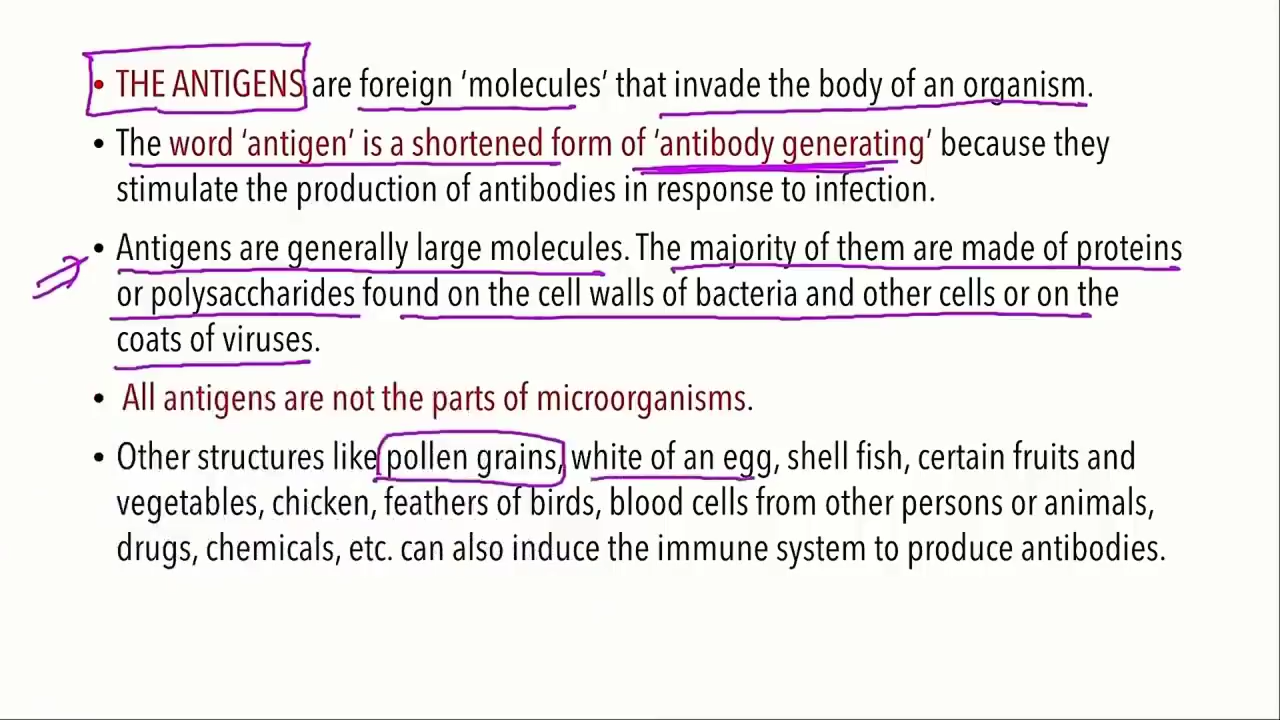 • THE ANTIGENS are foreign ‘molecules’ that invade the body of an organism.
• The word ‘antigen’ is a shortened form of ‘antibody generating’ because they
stimulate the production of antibodies in response to infection.
• Antigens are generally large molecules. The majority of them are made of proteins
or polysaccharides found on the cell walls of bacteria and other cells or on the
coats of viruses.
• All antigens are not the parts of microorganisms.
• Other structures like pollen grains, white of an egg, shell fish, certain fruits and
vegetables, chicken, feathers of birds, blood cells from other persons or animals,
drugs, chemicals, etc. can also induce the immune system to produce antibodies.